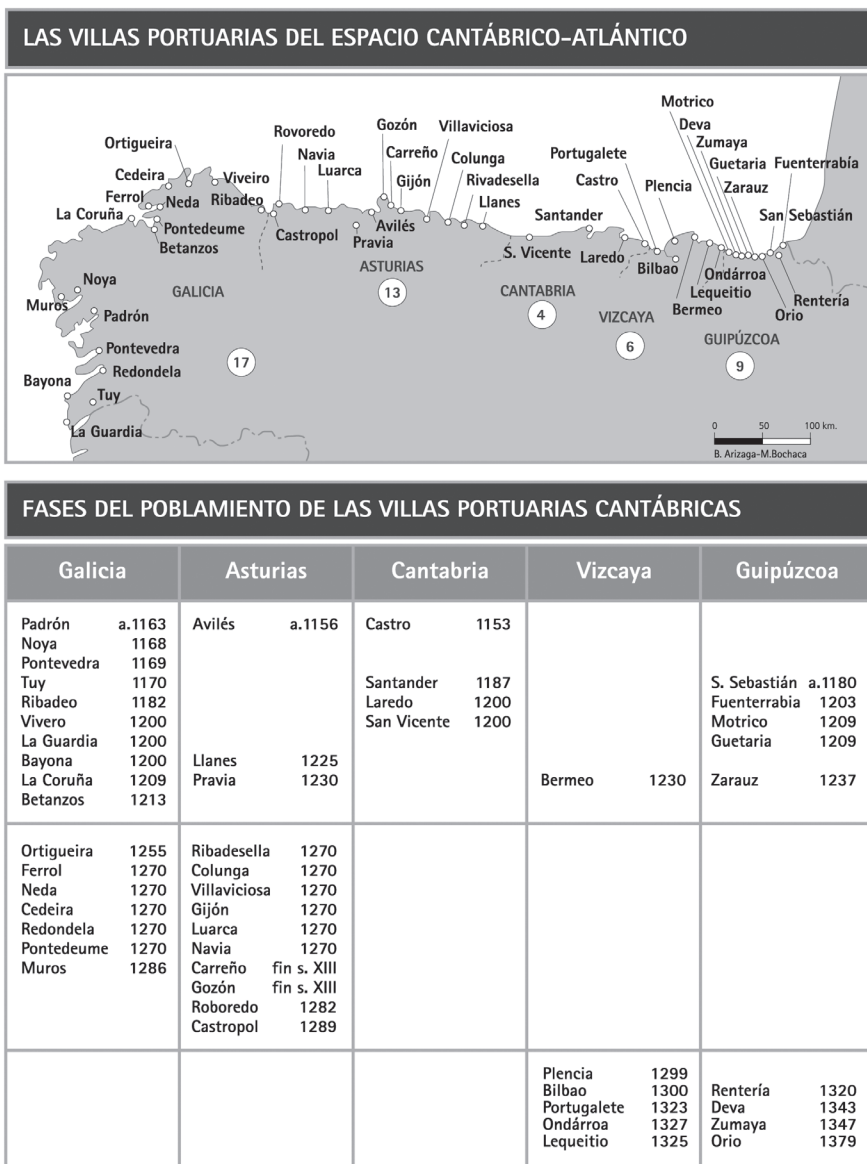 LAS VILLAS PORTUARIAS DEL ESPACIO CANTÁBRICO-ATLÁNTICO
Motrico
Deva
Zumaya
Guetaria
Zarauz
Fuenterrabía
San Sebastián
Gozón
Villaviciosa
Rovoredo
Carreño
Colunga
Portugalete
Ortigueira
Navia
Luarca
Gijón
Rivadesella
Castro
Plencia
Cedeira
Viveiro
Llanes
Ferrol
Neda
Ribadeo
Santander
La Coruña
Pontedeume
Betanzos
Castropol
Avilés
Pravia
S. Vicente
Laredo
Bilbao
Ondárroa
Lequeitio
Bermeo
Rentería
Orio
ASTURIAS
13
GALICIA
17
CANTABRIA
4
VIZCAYA
6
GUIPÚZCOA
9
Noya
Muros
Padrón
Pontevedra
Redondela
Bayona
Tuy
La Guardia
0 50 100 km.
B. Arizaga-M.Bochaca
FASES DEL POBLAMIENTO DE LAS VILLAS PORTUARIAS CANTÁBRICAS
Galicia Asturias Cantabria Vizcaya Guipúzcoa
Padrón a.1163 Avilés a.1156 Castro 1153
Noya 1168
Pontevedra 1169
Tuy 1170 Santander 1187 S. Sebastián a.1180
Ribadeo 1182 Laredo 1200 Fuenterrabia 1203
Vivero 1200 San Vicente 1200 Motrico 1209
La Guardia 1200 Guetaria 1209
Bayona 1200 Llanes 1225
La Coruña 1209 Pravia 1230 Bermeo 1230 Zarauz 1237
Betanzos 1213
Ortigueira 1255 Ribadesella 1270
Ferrol 1270 Colunga 1270
Neda 1270 Villaviciosa 1270
Cedeira 1270 Gijón 1270
Redondela 1270 Luarca 1270
Pontedeume 1270 Navia 1270
Muros 1286 Carreño fin s. XIII
Gozón fin s. XIII
Roboredo 1282
Castropol 1289
Plencia 1299
Bilbao 1300 Rentería 1320
Portugalete 1323 Deva 1343
Ondárroa 1327 Zumaya 1347
Lequeitio 1325 Orio 1379